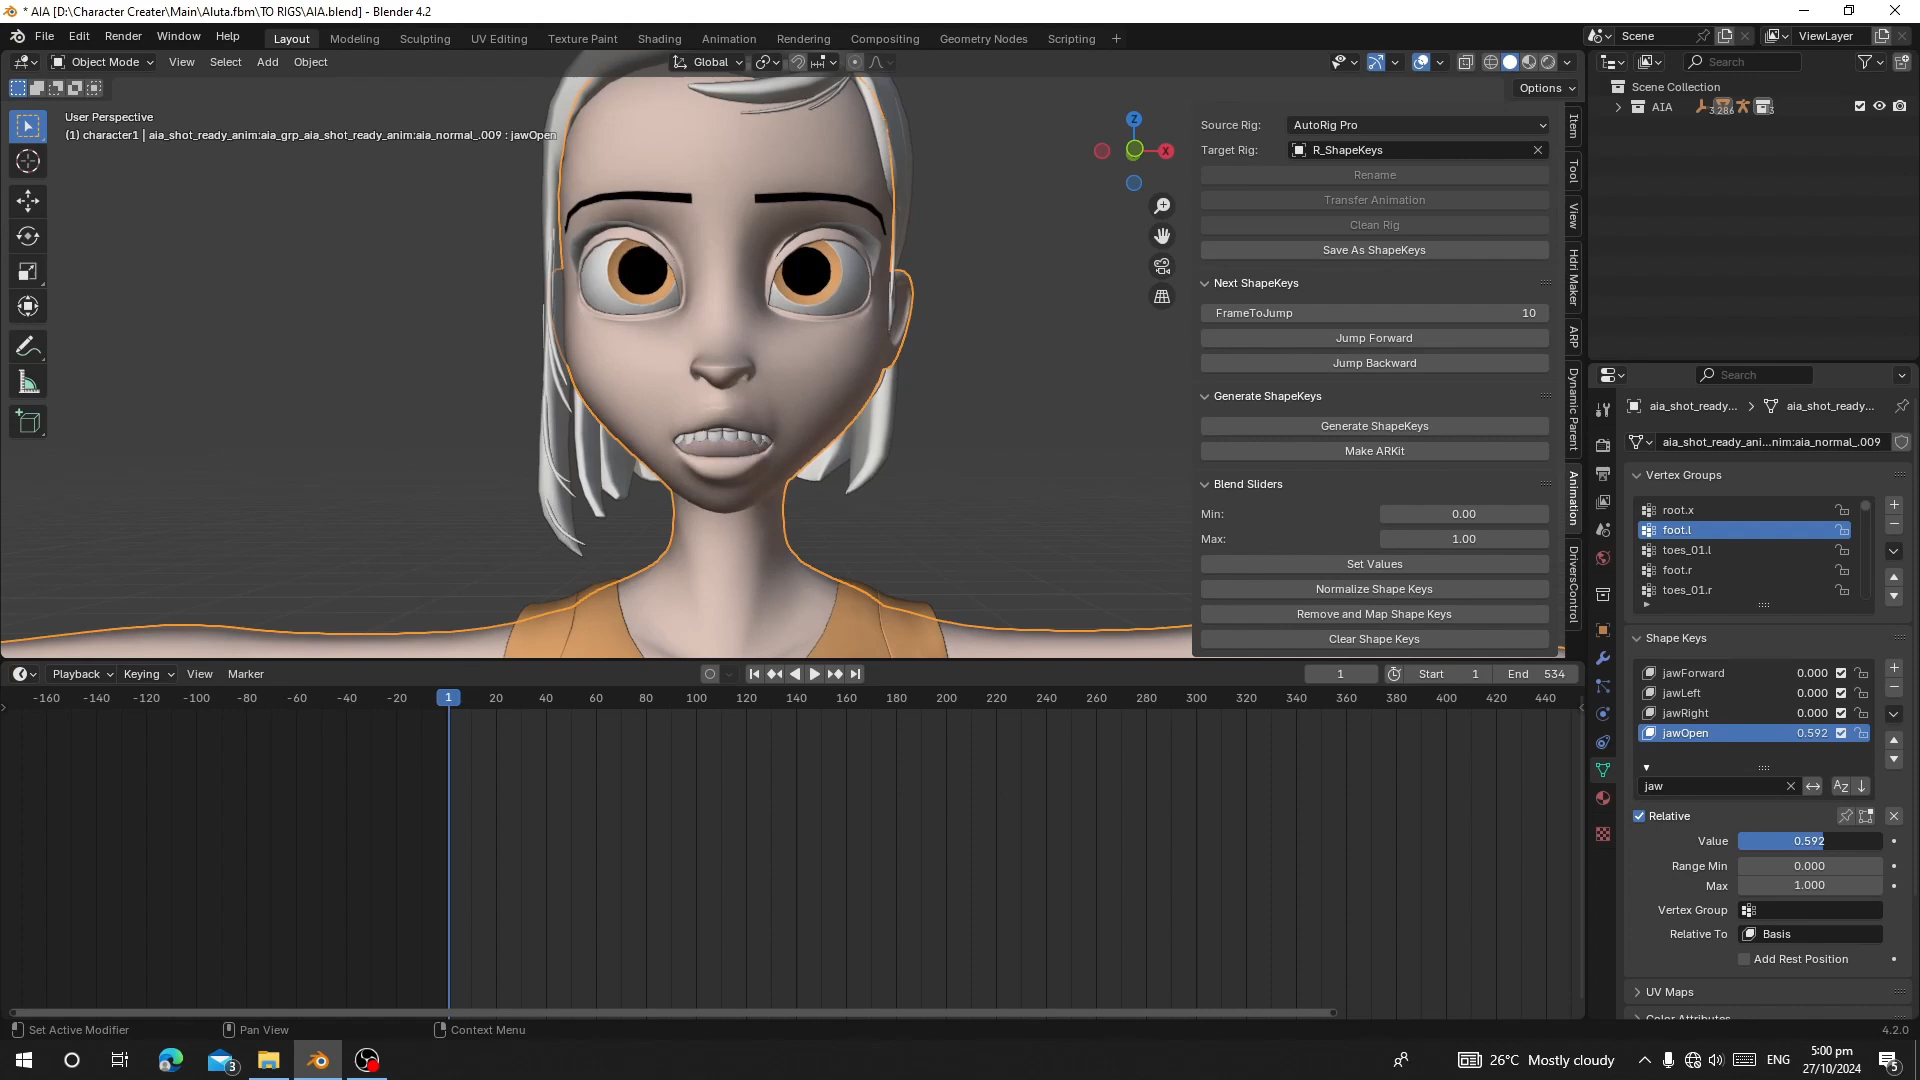 * AIA [D:\Character Creater\Main\Aluta.fbm\TO RIGS\AIA.blend] - Blender 4.2
File Edit Render Window Help
Layout Modeling Sculpting UV Editing Texture Paint Shading Animation Rendering Compositing Geometry Nodes Scripting +
Scene
ViewLayer
Object Mode View Select Add Object
Global
Search
Options
Scene Collection
AIA
3,286
3
User Perspective
(1) character1 | aia_shot_ready_anim:aia_grp_aia_shot_ready_anim:aia_normal_.009 : jawOpen
Z
X
Source Rig: AutoRig Pro
Target Rig: R_ShapeKeys
Rename
Transfer Animation
Clean Rig
Save As ShapeKeys
Next ShapeKeys
FrameToJump 10
Jump Forward
Jump Backward
Generate ShapeKeys
Generate ShapeKeys
Make ARKit
Blend Sliders
Min: 0.00
Max: 1.00
Set Values
Normalize Shape Keys
Remove and Map Shape Keys
Clear Shape Keys
Item
Tool
View
Hdri Maker
ARP
Dynamic Parent
Animation
DriversControl
Search
aia_shot_ready... aia_shot_ready...
aia_shot_ready_ani...nim:aia_normal_.009
Vertex Groups
root.x
foot.l
toes_01.l
foot.r
toes_01.r
Shape Keys
jawForward 0.000
jawLeft 0.000
jawRight 0.000
jawOpen 0.592
jaw
Relative
Value 0.592
Range Min 0.000
Max 1.000
Vertex Group
Relative To Basis
Add Rest Position
UV Maps
Color Attributes
Playback Keying View Marker
1 Start 1 End 534
-160 -140 -120 -100 -80 -60 -40 -20 1 20 40 60 80 100 120 140 160 180 200 220 240 260 280 300 320 340 360 380 400 420 440
Set Active Modifier Pan View Context Menu 4.2.0
3
26°C Mostly cloudy
ENG
5:00 pm
27/10/2024
5